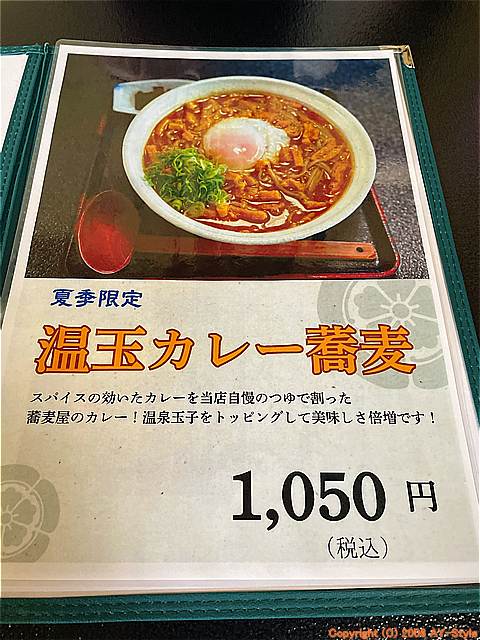 夏季限定
温玉カレー蕎麦
スパイスの効いたカレーを当店自慢のつゆで割った
蕎麦屋のカレー！温泉玉子をトッピングして美味しさ倍増です！
1,050 円
（税込）